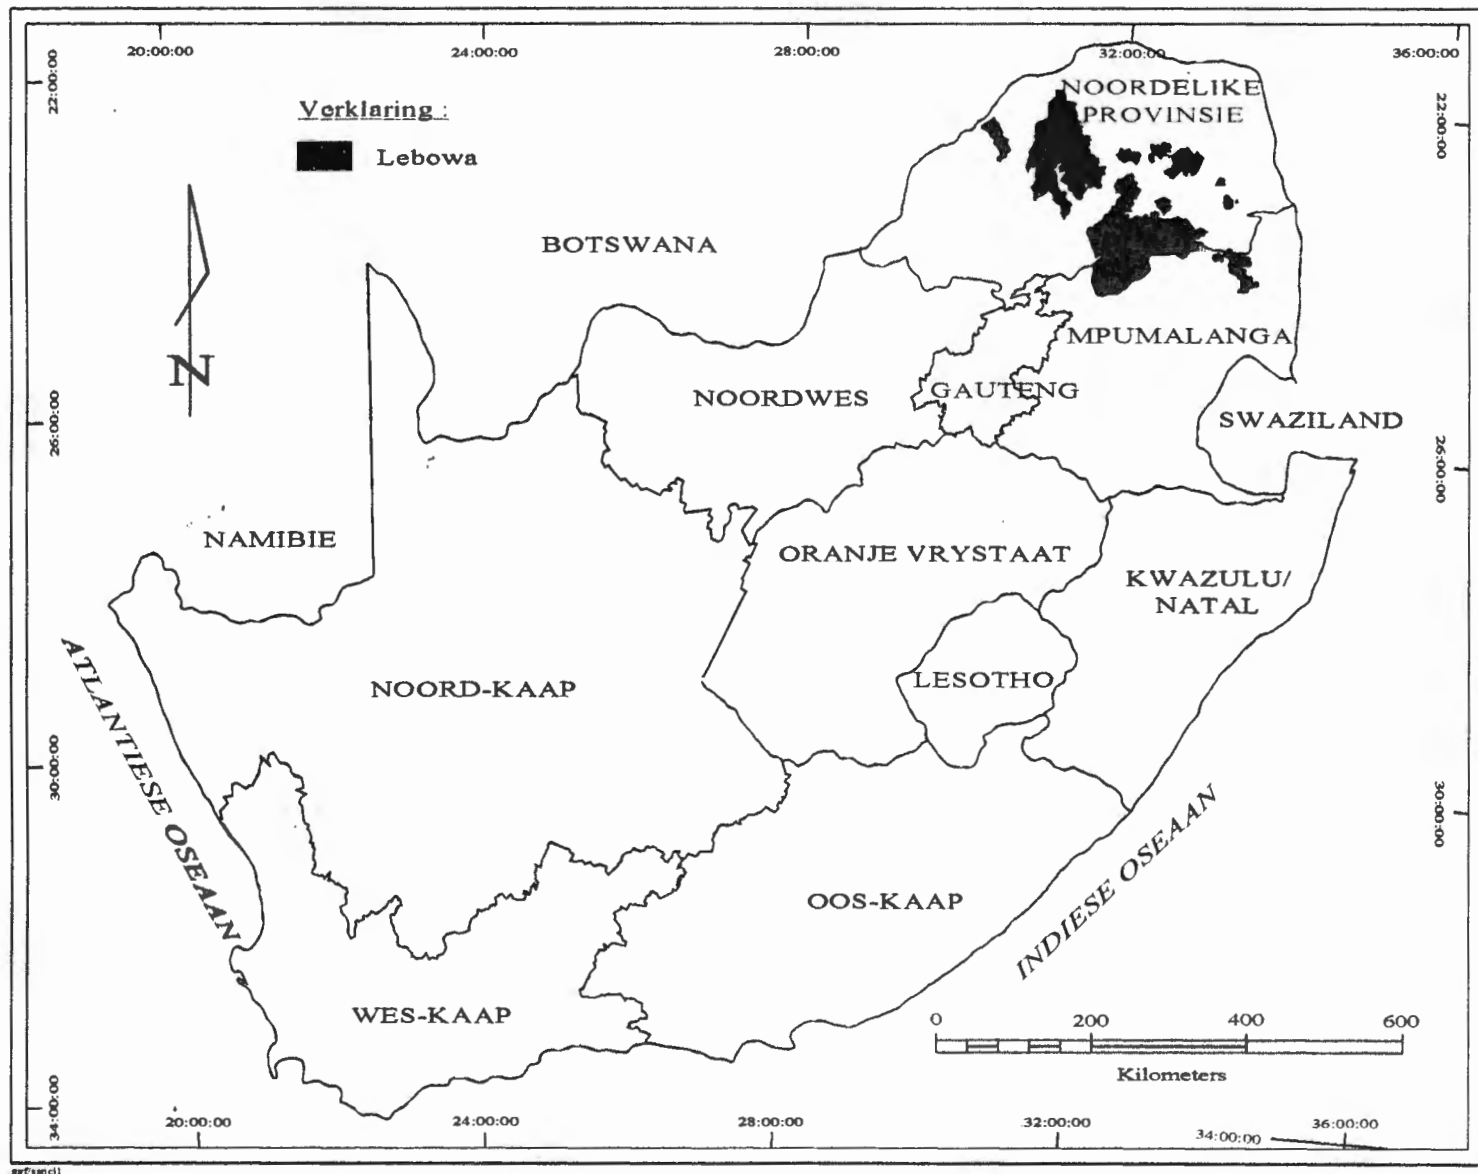 20:00:00
24:00:00
28:00:00
32:00:00
36:00:00
22:00:00
22:00:00
Verklaring :
Lebowa
NOORDELIKE
PROVINSIE
BOTSWANA
N
MPUMALANGA
NOORDWES
GAUTENG
SWAZILAND
26:00:00
26:00:00
NAMIBIE
ORANJE VRYSTAAT
KWAZULU/
NATAL
LESOTHO
NOORD-KAAP
ATLANTIESE OSEAAN
30:00:00
30:00:00
OOS-KAAP
INDIESE OSEAAN
WES-KAAP
0
200
400
600
Kilometers
34:00:00
20:00:00
24:00:00
28:00:00
32:00:00
34:00:00
36:00:00